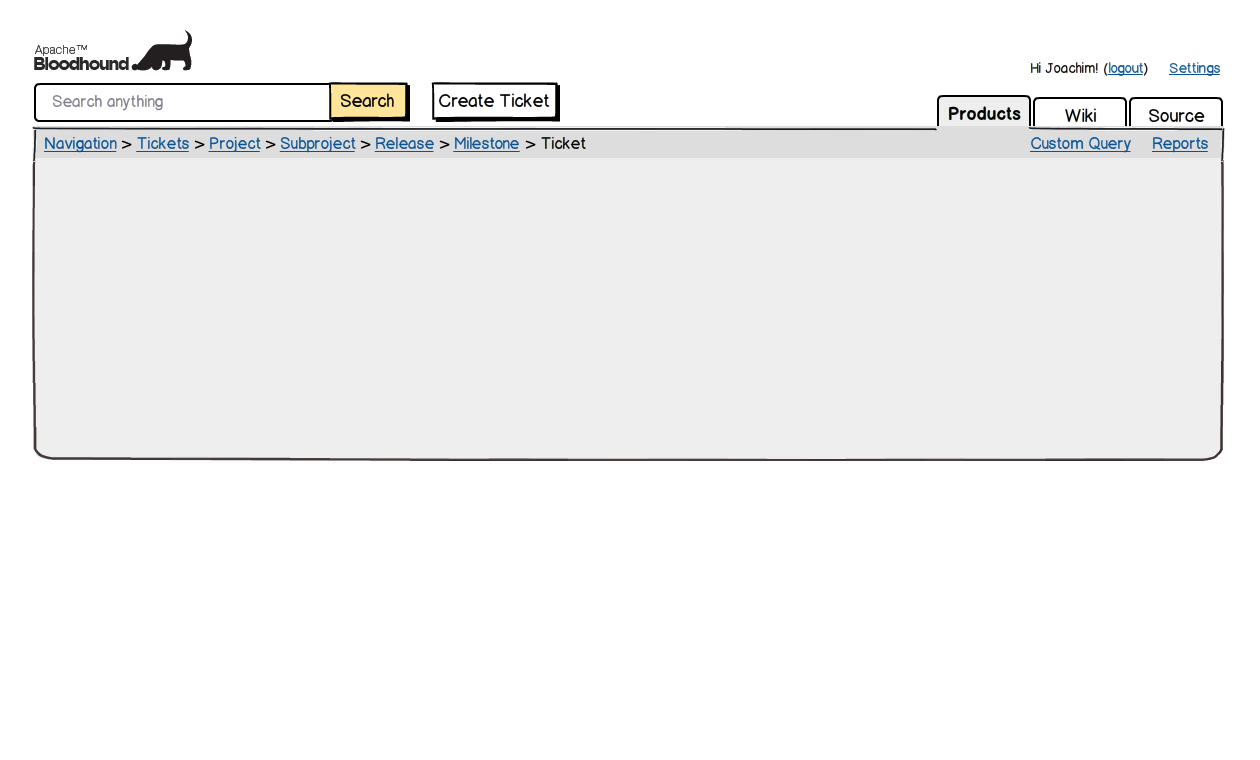 Apache™
Bloodhound
Hi Joachim! (logout) Settings
Search anything Search Create Ticket Products Wiki Source
Navigation > Tickets > Project > Subproject > Release > Milestone > Ticket Custom Query Reports